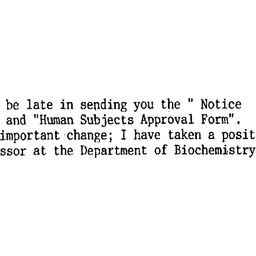 be late in sending you the " Notice
and "Human Subjects Approval Form".
important change; I have taken a posit
ssor at the Department of Biochemistry